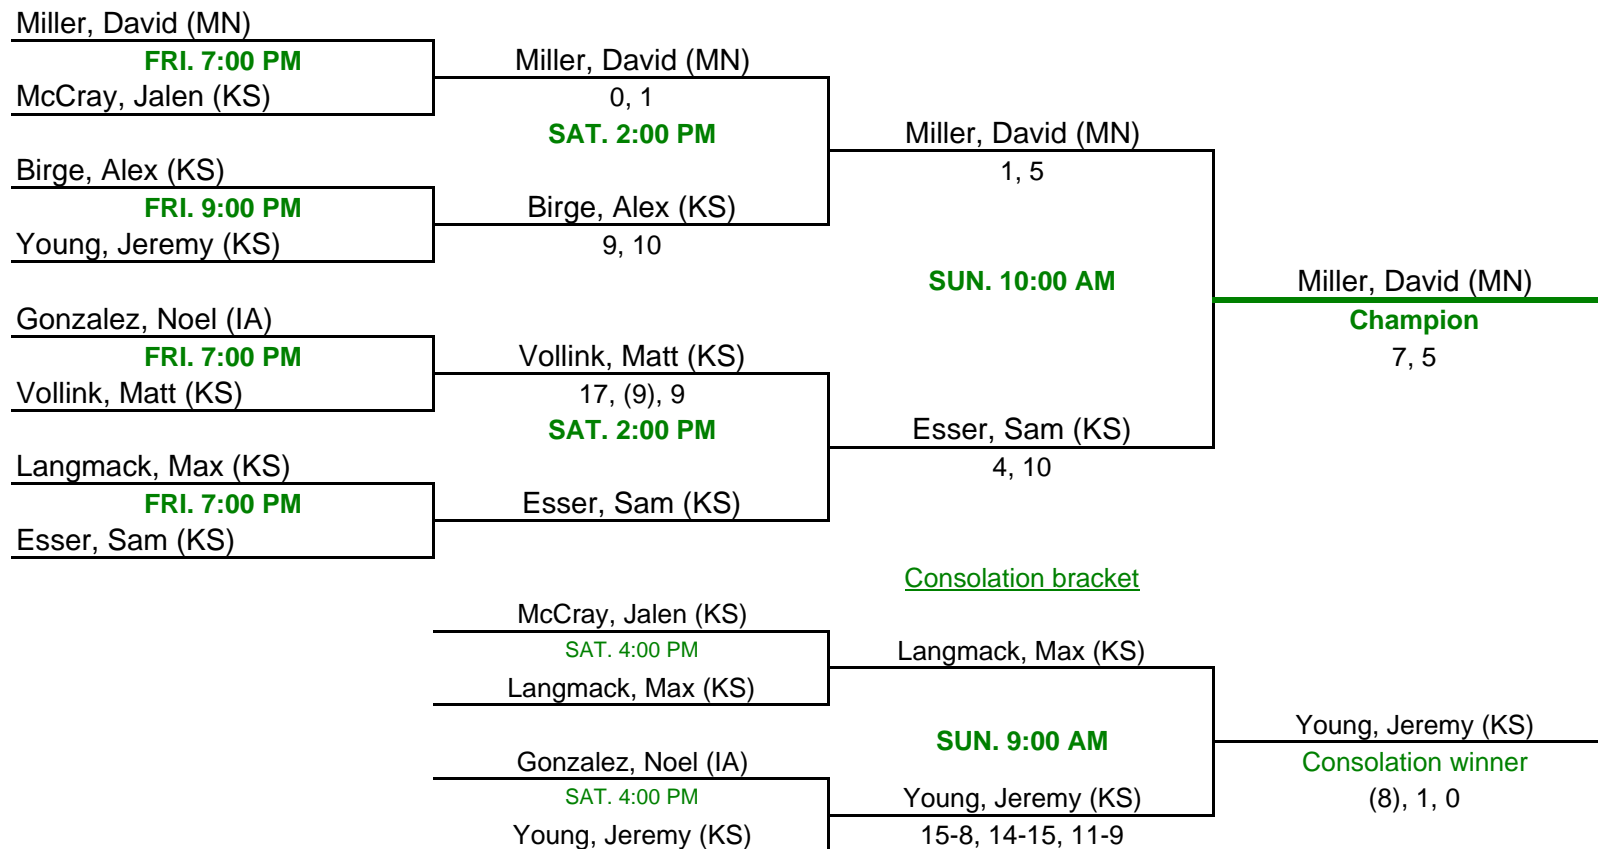 Miller, David (MN)
FRI. 7:00 PM
McCray, Jalen (KS)
Birge, Alex (KS)
FRI. 9:00 PM
Young, Jeremy (KS)
Gonzalez, Noel (IA)
FRI. 7:00 PM
Vollink, Matt (KS)
Langmack, Max (KS)
FRI. 7:00 PM
Esser, Sam (KS)
Miller, David (MN)
0, 1
SAT. 2:00 PM
Birge, Alex (KS)
9, 10
Vollink, Matt (KS)
17, (9), 9
SAT. 2:00 PM
Esser, Sam (KS)
Miller, David (MN)
1, 5
SUN. 10:00 AM
Esser, Sam (KS)
4, 10
Miller, David (MN)
Champion
7, 5
Consolation bracket
McCray, Jalen (KS)
SAT. 4:00 PM
Langmack, Max (KS)
Gonzalez, Noel (IA)
SAT. 4:00 PM
Young, Jeremy (KS)
Langmack, Max (KS)
SUN. 9:00 AM
Young, Jeremy (KS)
15-8, 14-15, 11-9
Young, Jeremy (KS)
Consolation winner
(8), 1, 0